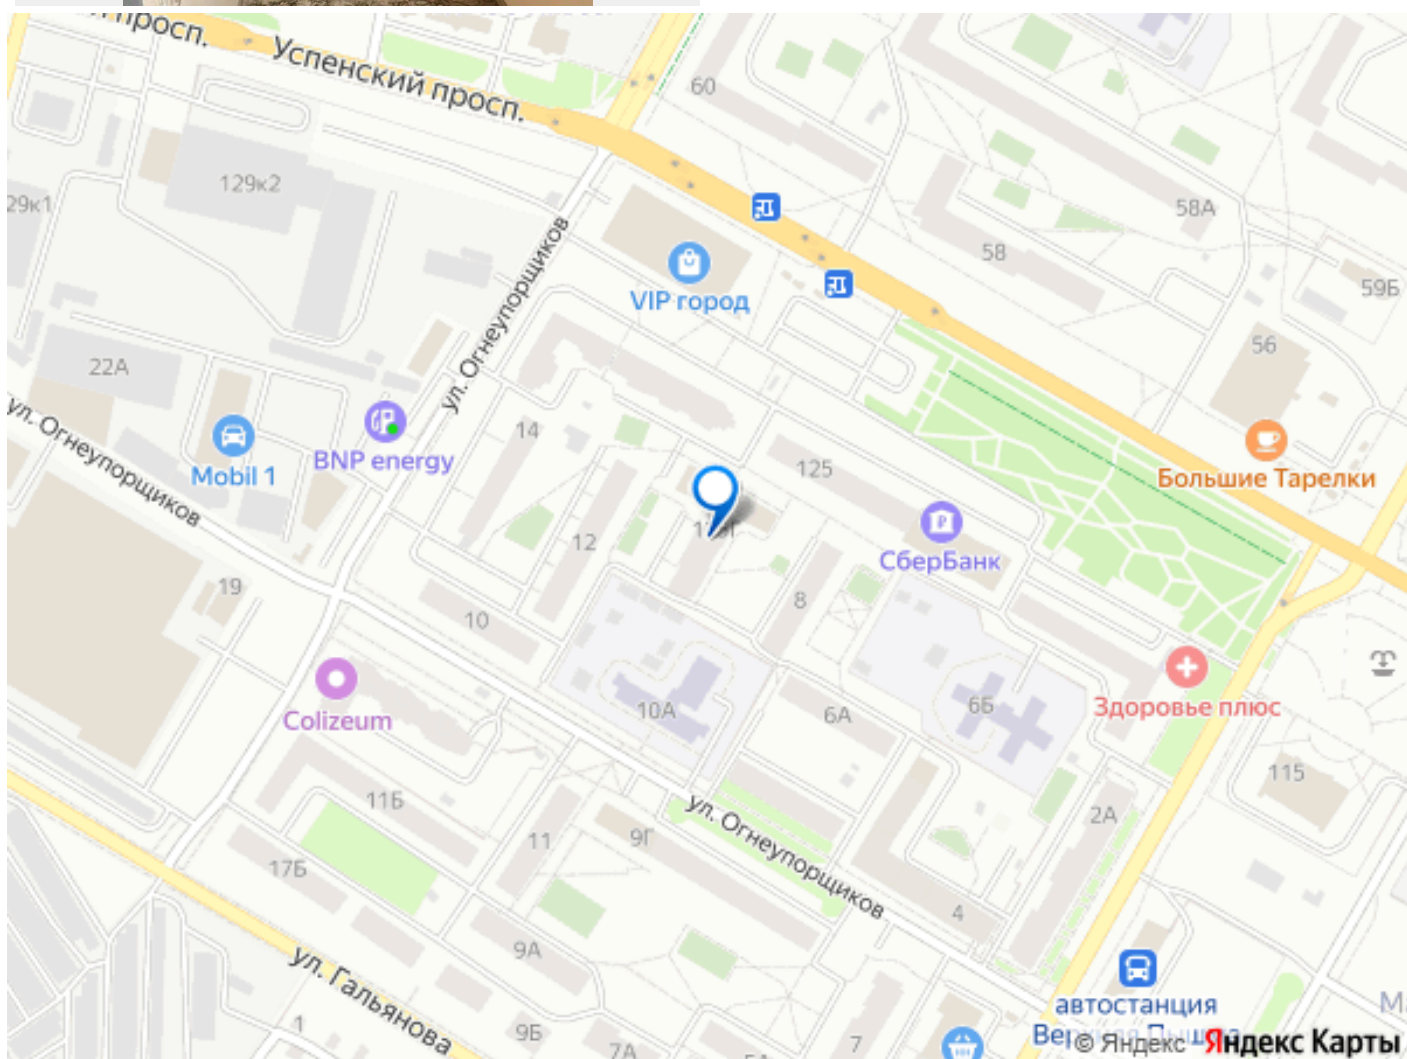 просп.
Успенский просп.
60
129к2
29к1
58А
58
59Б
ул. Огнеупорщиков
VIP город
56
22А
ул. Огнеупорщиков
Mobil 1
BNP energy
14
125
Большие Тарелки
12
СберБанк
19
10
8
Colizeum
10А
6А
6Б
Здоровье плюс
115
11Б
ул. Огнеупорщиков
2А
11
9Г
17Б
4
9А
ул. Гальянова
автостанция
1
9Б
7А
7
© Яндекс Яндекс Карты